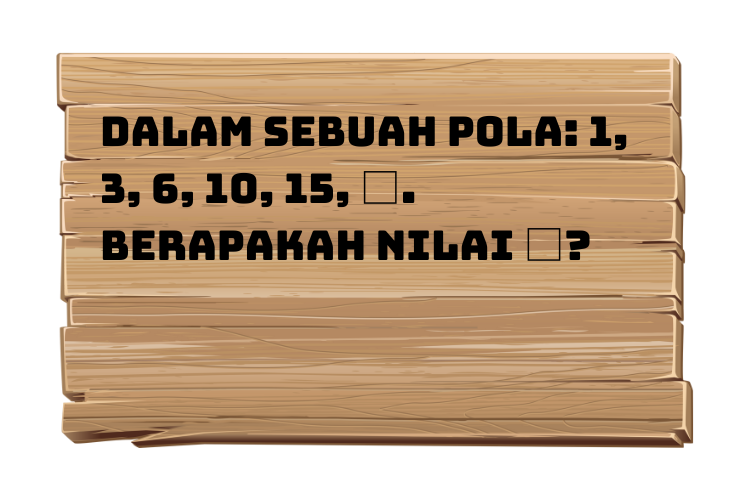 DALAM SEBUAH POLA: 1,
3, 6, 10, 15, □.
BERAPAKAH NILAI □?